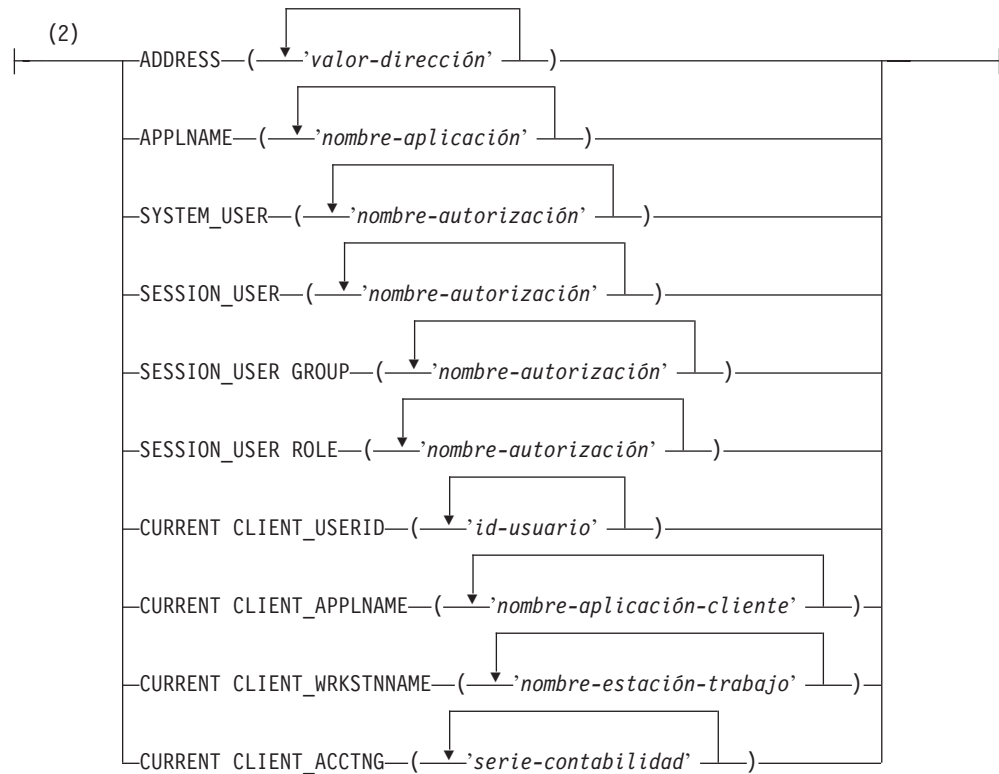 (2)
ADDRESS ( 'valor-dirección' )
APPLNAME ( 'nombre-aplicación' )
SYSTEM_USER ( 'nombre-autorización' )
SESSION_USER ( 'nombre-autorización' )
SESSION_USER GROUP ( 'nombre-autorización' )
SESSION_USER ROLE ( 'nombre-autorización' )
CURRENT CLIENT_USERID ( 'id-usuario' )
CURRENT CLIENT_APPLNAME ( 'nombre-aplicación-cliente' )
CURRENT CLIENT_WRKSTNNAME ( 'nombre-estación-trabajo' )
CURRENT CLIENT_ACCTNG ( 'serie-contabilidad' )